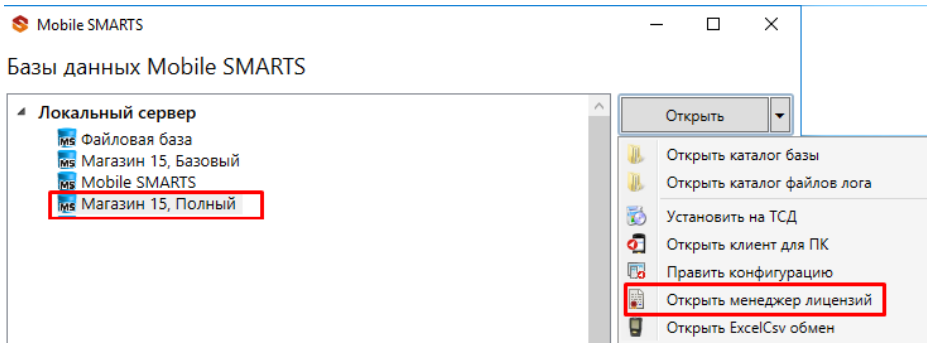 Mobile SMARTS
Базы данных Mobile SMARTS
Локальный сервер
Файловая база
Магазин 15, Базовый
Mobile SMARTS
Магазин 15, Полный
Открыть
Открыть каталог базы
Открыть каталог файлов лога
Установить на ТСД
Открыть клиент для ПК
Править конфигурацию
Открыть менеджер лицензий
Открыть ExcelCsv обмен